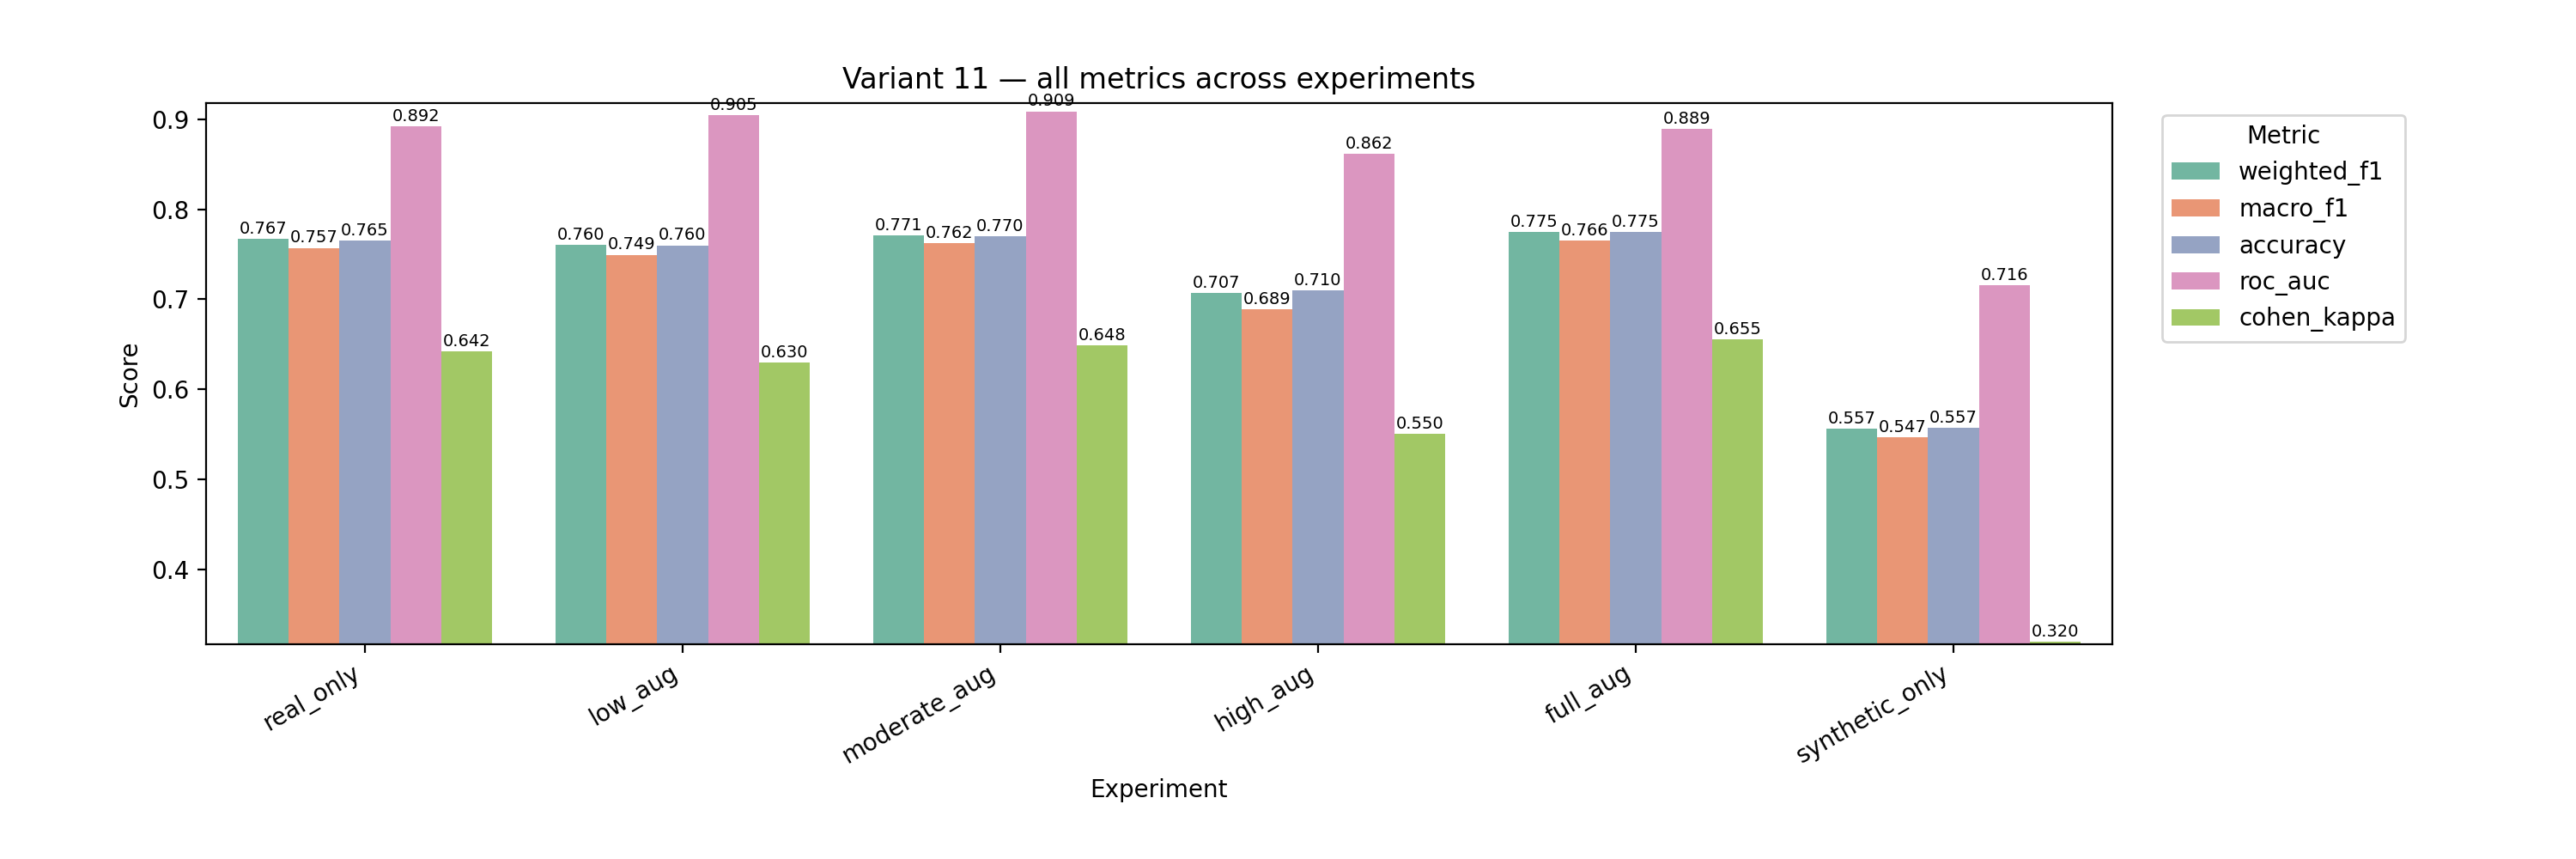 Variant 11 — all metrics across experiments
Score
0.9
0.8
0.7
0.6
0.5
0.4
0.767 0.757 0.765 0.892 0.642
0.760 0.749 0.760 0.905 0.630
0.771 0.762 0.770 0.909 0.648
0.707 0.689 0.710 0.862 0.550
0.775 0.766 0.775 0.889 0.655
0.557 0.547 0.557 0.716 0.320
real_only
low_aug
moderate_aug
high_aug
full_aug
synthetic_only
Experiment
Metric
weighted_f1
macro_f1
accuracy
roc_auc
cohen_kappa